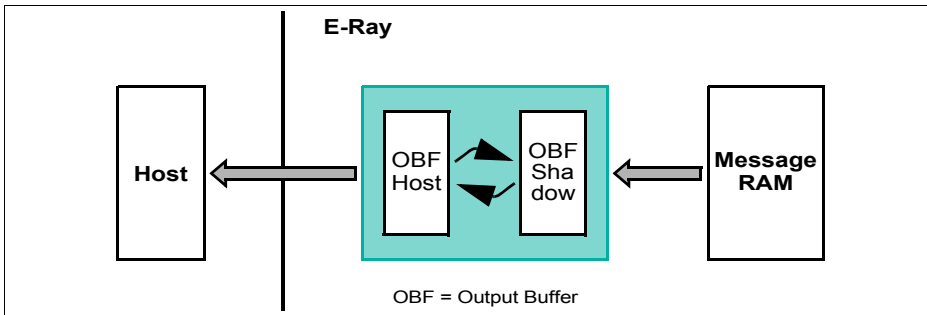 E-Ray
Host
OBF
Host
OBF
Sha
dow
Message
RAM
OBF = Output Buffer